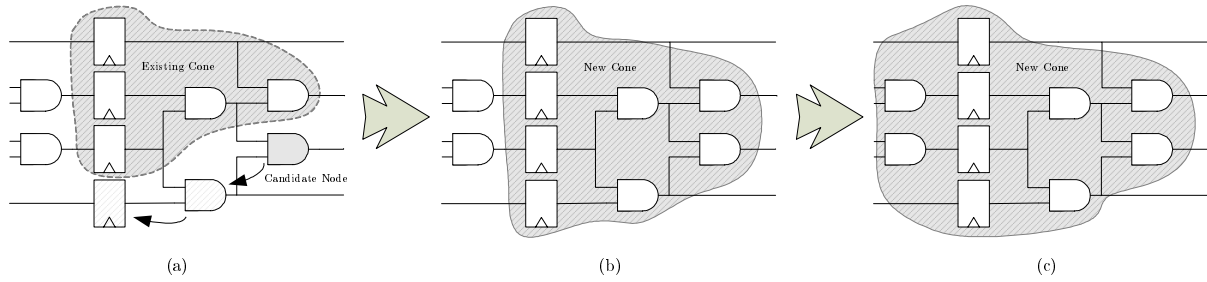 Existing Cone
Candidate Node
New Cone
New Cone
(a)
(b)
(c)